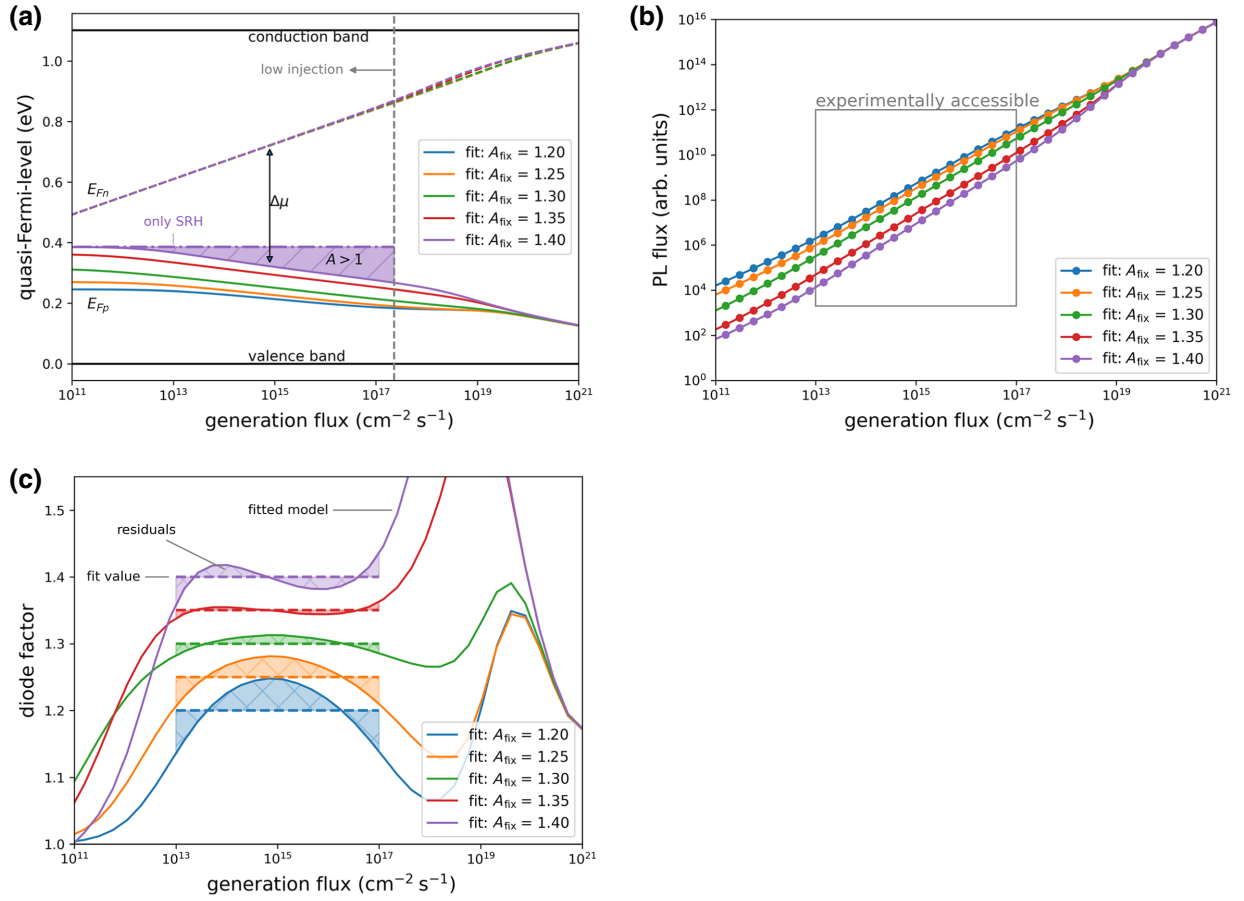 (a)
conduction band
low injection
1.0
0.8
0.6
0.4
0.2
0.0
quasi-Fermi-level (eV)
E_Fn
Δμ
only SRH
A > 1
E_Fp
valence band
fit: A_fix = 1.20
fit: A_fix = 1.25
fit: A_fix = 1.30
fit: A_fix = 1.35
fit: A_fix = 1.40
10^11 10^13 10^15 10^17 10^19 10^21
generation flux (cm^−2 s^−1)
(b)
10^16
10^14
10^12
10^10
10^8
10^6
10^4
10^2
10^0
PL flux (arb. units)
experimentally accessible
fit: A_fix = 1.20
fit: A_fix = 1.25
fit: A_fix = 1.30
fit: A_fix = 1.35
fit: A_fix = 1.40
10^11 10^13 10^15 10^17 10^19 10^21
generation flux (cm^−2 s^−1)
(c)
1.5
1.4
1.3
1.2
1.1
1.0
diode factor
fitted model
residuals
fit value
fit: A_fix = 1.20
fit: A_fix = 1.25
fit: A_fix = 1.30
fit: A_fix = 1.35
fit: A_fix = 1.40
10^11 10^13 10^15 10^17 10^19 10^21
generation flux (cm^−2 s^−1)